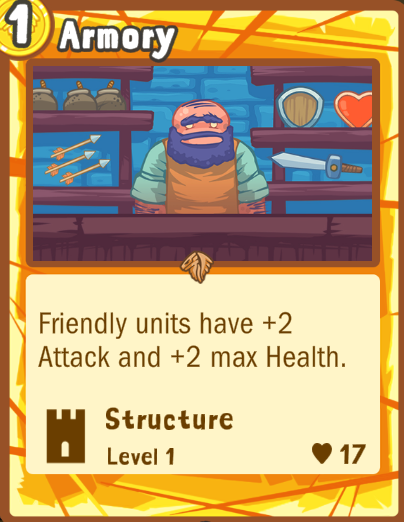 1 Armory
Friendly units have +2
Attack and +2 max Health.
Structure
Level 1
17